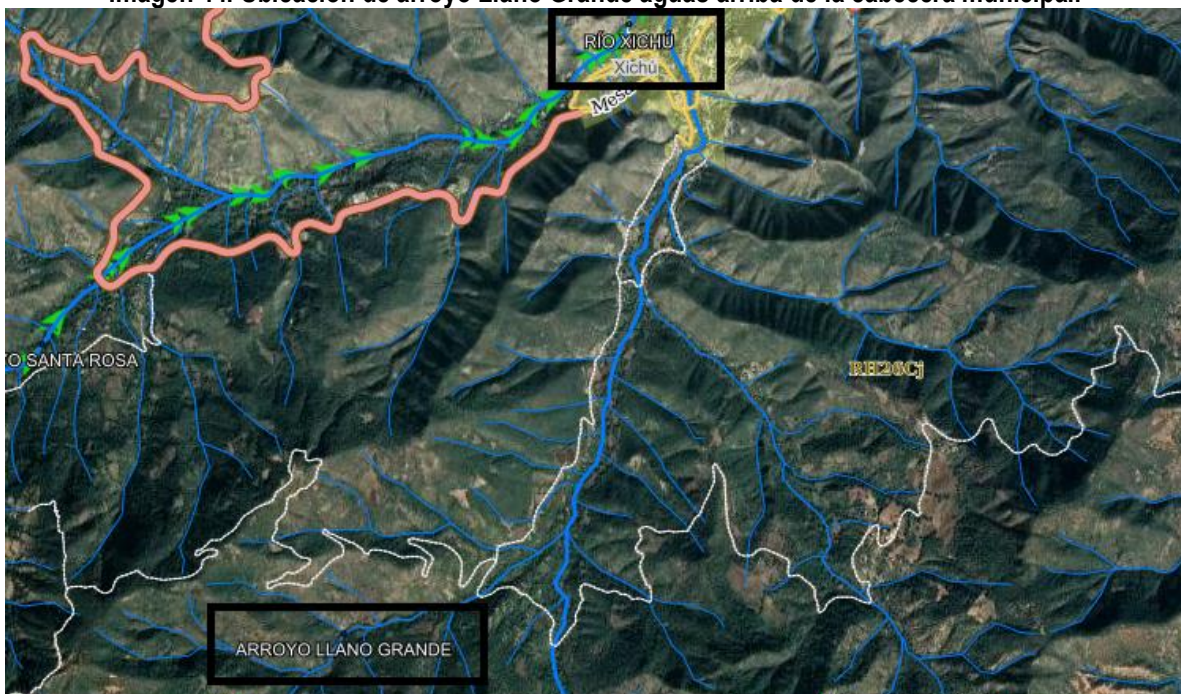 RÍO XICHÚ
Xichú
Mesa
O SANTA ROSA
RH26Cj
ARROYO LLANO GRANDE